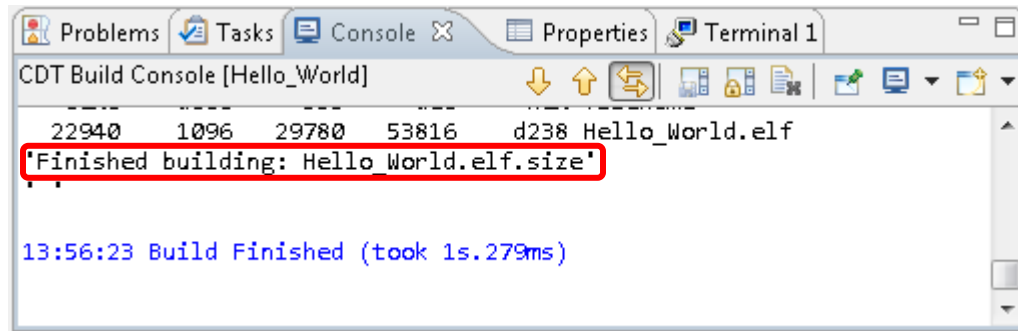 Problems Tasks Console Properties Terminal 1
CDT Build Console [Hello_World]
22940 1096 29780 53816 d238 Hello_World.elf
'Finished building: Hello_World.elf.size'
' '
13:56:23 Build Finished (took 1s.279ms)